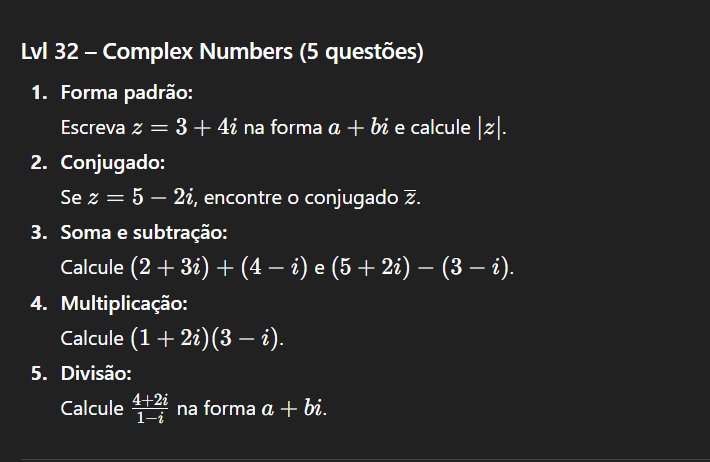 Lvl 32 – Complex Numbers (5 questões)
1. Forma padrão:
Escreva z = 3 + 4i na forma a + bi e calcule |z|.
2. Conjugado:
Se z = 5 − 2i, encontre o conjugado z̅.
3. Soma e subtração:
Calcule (2 + 3i) + (4 − i) e (5 + 2i) − (3 − i).
4. Multiplicação:
Calcule (1 + 2i)(3 − i).
5. Divisão:
Calcule \frac{4+2i}{1−i} na forma a + bi.